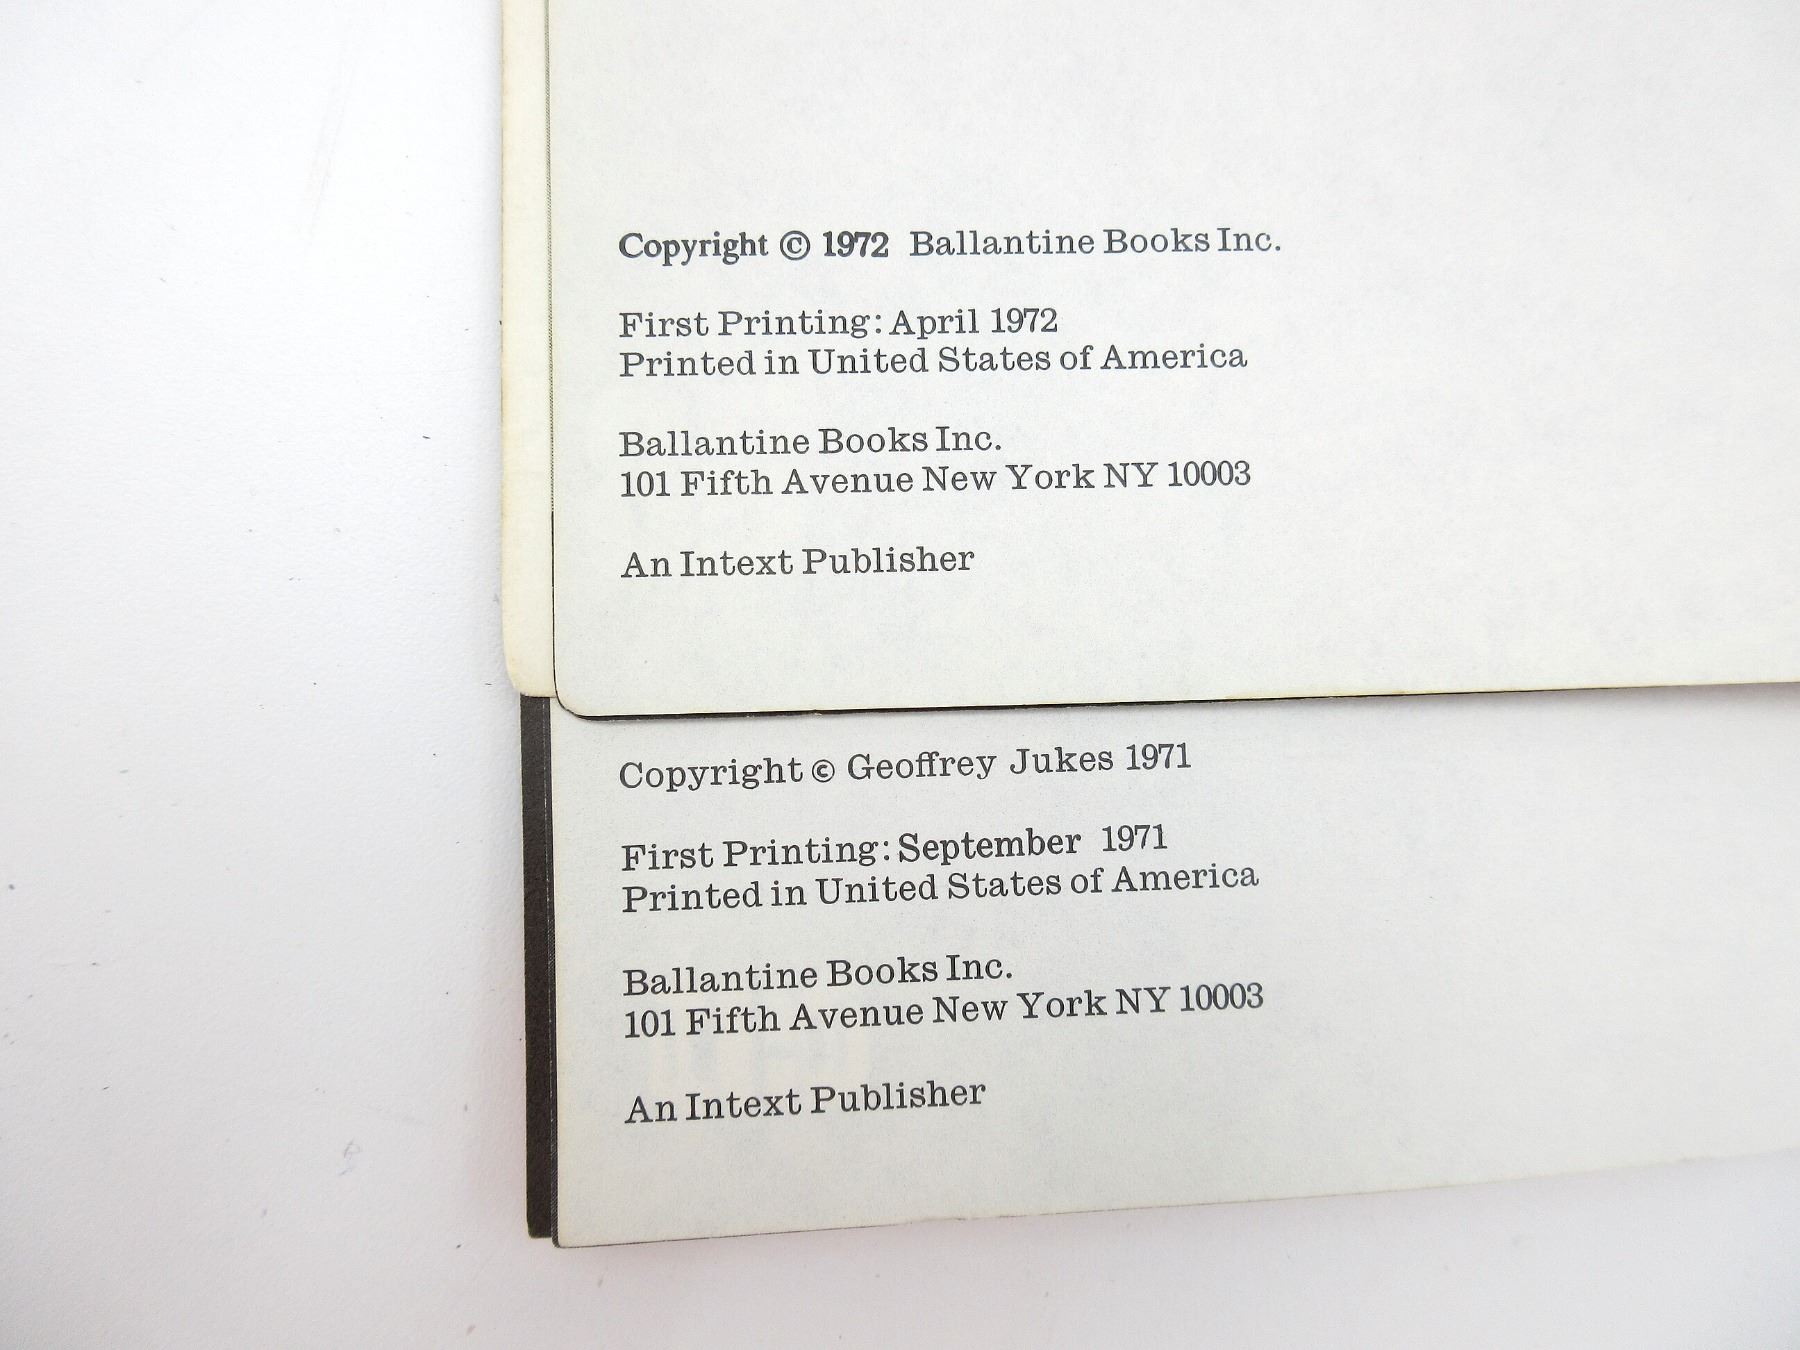 Copyright © 1972 Ballantine Books Inc.
First Printing: April 1972
Printed in United States of America
Ballantine Books Inc.
101 Fifth Avenue New York NY 10003
An Intext Publisher
Copyright © Geoffrey Jukes 1971
First Printing: September 1971
Printed in United States of America
Ballantine Books Inc.
101 Fifth Avenue New York NY 10003
An Intext Publisher